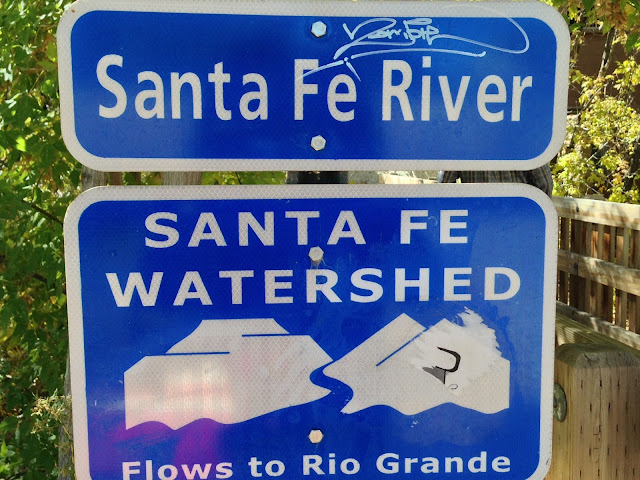 Santa Fe River
SANTA FE
WATERSHED
Flows to Rio Grande